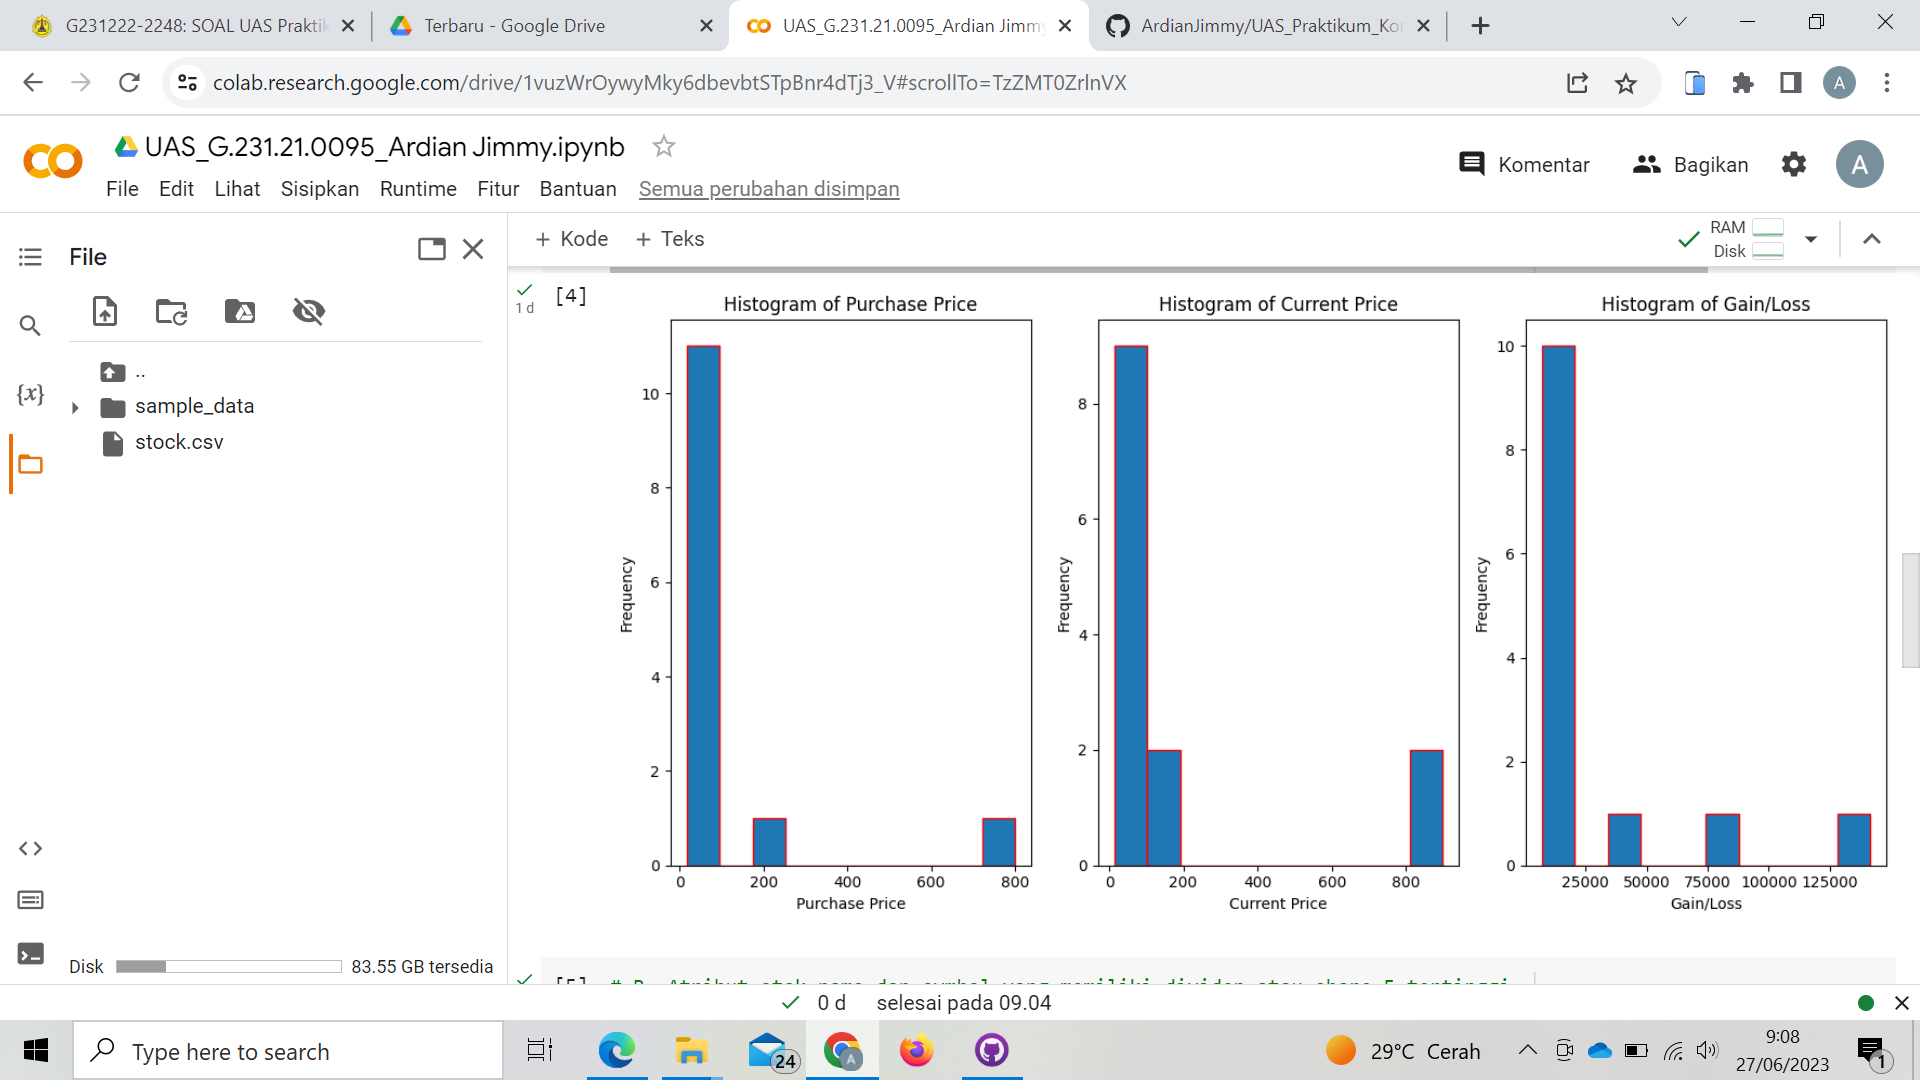 G231222-2248: SOAL UAS Praktik
Terbaru - Google Drive
UAS_G.231.21.0095_Ardian Jimmy
ArdianJimmy/UAS_Praktikum_Kor
colab.research.google.com/drive/1vuzWrOywyMky6dbevbtSTpBnr4dTj3_V#scrollTo=TzZMT0ZrlnVX
A
UAS_G.231.21.0095_Ardian Jimmy.ipynb
File Edit Lihat Sisipkan Runtime Fitur Bantuan Semua perubahan disimpan
Komentar
Bagikan
A
File
+ Kode + Teks
RAM
Disk
..
sample_data
stock.csv
{x}
[4]
1 d
Histogram of Purchase Price
Frequency
10
8
6
4
2
0
0 200 400 600 800
Purchase Price
Histogram of Current Price
Frequency
8
6
4
2
0
0 200 400 600 800
Current Price
Histogram of Gain/Loss
Frequency
10
8
6
4
2
0
25000 50000 75000 100000 125000
Gain/Loss
Disk 83.55 GB tersedia
0 d selesai pada 09.04
Type here to search
24
A
29°C Cerah
9:08
27/06/2023
1